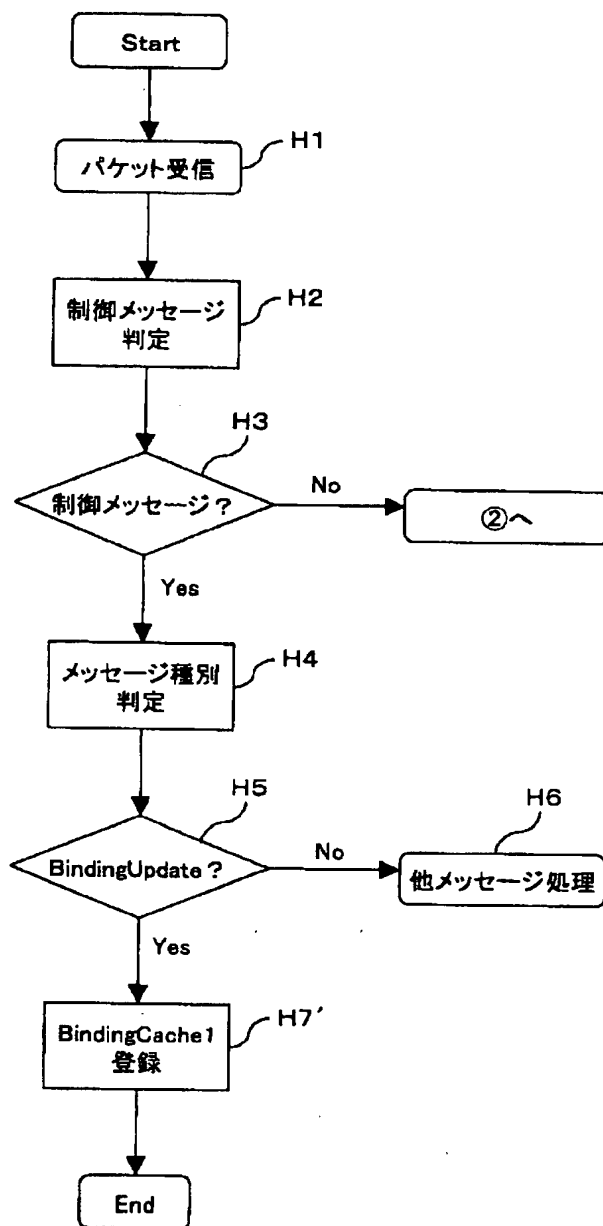 Start
パケット受信
H1
制御メッセージ
判定
H2
H3
制御メッセージ？
No
②へ
Yes
メッセージ種別
判定
H4
H5
BindingUpdate？
No
H6
他メッセージ処理
Yes
BindingCache1
登録
H7'
End